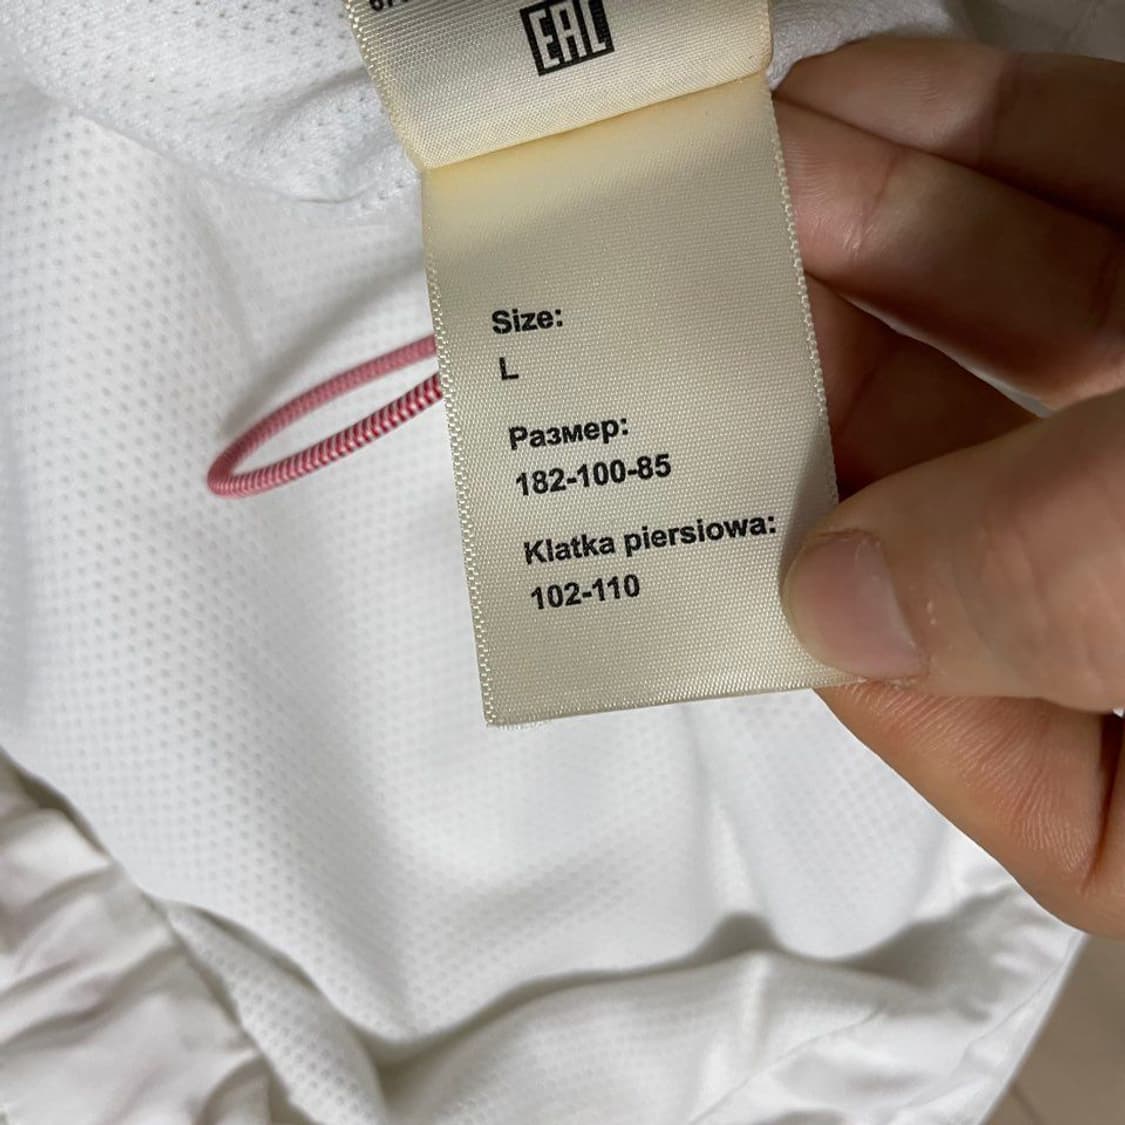 EAC
Size:
L
Размер:
182-100-85
Klatka piersiowa:
102-110